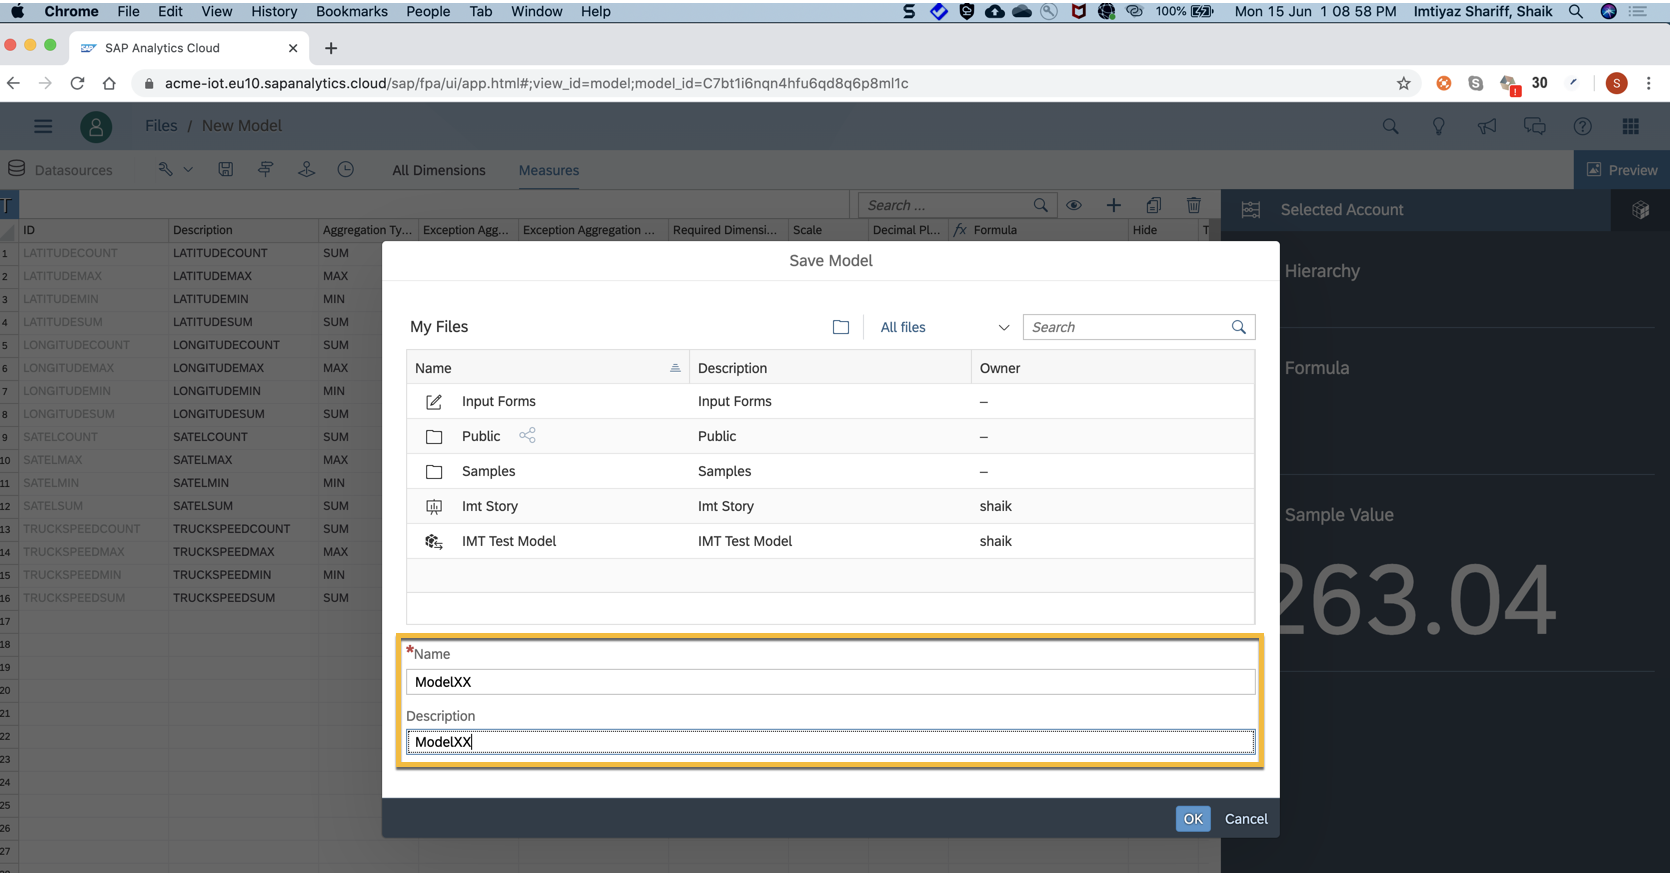 Chrome File Edit View History Bookmarks People Tab Window Help 100% Mon 15 Jun 1 08 58 PM Imtiyaz Shariff, Shaik
SAP Analytics Cloud
acme-iot.eu10.sapanalytics.cloud/sap/fpa/ui/app.html#;view_id=model;model_id=C7bt1i6nqn4hfu6qd8q6p8ml1c 30 S
Files / New Model
Datasources All Dimensions Measures Preview
T Search ... Selected Account
ID Description Aggregation Ty... Exception Agg... Exception Aggregation ... Required Dimensi... Scale Decimal Pl... fx Formula Hide T
1 LATITUDECOUNT LATITUDECOUNT SUM
2 LATITUDEMAX LATITUDEMAX MAX
3 LATITUDEMIN LATITUDEMIN MIN
4 LATITUDESUM LATITUDESUM SUM
5 LONGITUDECOUNT LONGITUDECOUNT SUM
6 LONGITUDEMAX LONGITUDEMAX MAX
7 LONGITUDEMIN LONGITUDEMIN MIN
8 LONGITUDESUM LONGITUDESUM SUM
9 SATELCOUNT SATELCOUNT SUM
10 SATELMAX SATELMAX MAX
11 SATELMIN SATELMIN MIN
12 SATELSUM SATELSUM SUM
13 TRUCKSPEEDCOUNT TRUCKSPEEDCOUNT SUM
14 TRUCKSPEEDMAX TRUCKSPEEDMAX MAX
15 TRUCKSPEEDMIN TRUCKSPEEDMIN MIN
16 TRUCKSPEEDSUM TRUCKSPEEDSUM SUM
17
18
19
20
21
22
23
24
25
26
27
Save Model
My Files All files Search
Name Description Owner
Input Forms Input Forms –
Public Public –
Samples Samples –
Imt Story Imt Story shaik
IMT Test Model IMT Test Model shaik
*Name
ModelXX
Description
ModelXX
OK Cancel
Hierarchy
Formula
Sample Value
263.04